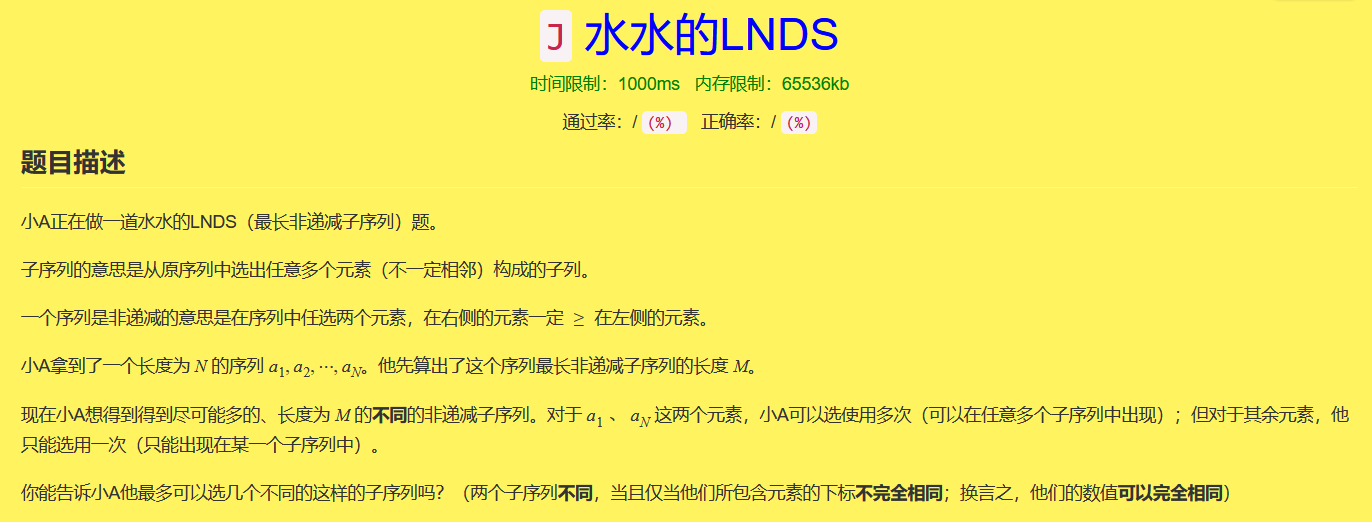 J 水水的LNDS
时间限制：1000ms 内存限制：65536kb
通过率：/ (%) 正确率：/ (%)
题目描述
小A正在做一道水水的LNDS（最长非递减子序列）题。
子序列的意思是从原序列中选出任意多个元素（不一定相邻）构成的子列。
一个序列是非递减的意思是在序列中任选两个元素，在右侧的元素一定 ≥ 在左侧的元素。
小A拿到了一个长度为 N 的序列 a₁, a₂, ⋯, a_N。他先算出了这个序列最长非递减子序列的长度 M。
现在小A想得到得到尽可能多的、长度为 M 的不同的非递减子序列。对于 a₁ 、 a_N 这两个元素，小A可以选使用多次（可以在任意多个子序列中出现）；但对于其余元素，他
只能选用一次（只能出现在某一个子序列中）。
你能告诉小A他最多可以选几个不同的这样的子序列吗？（两个子序列不同，当且仅当他们所包含元素的下标不完全相同；换言之，他们的数值可以完全相同）